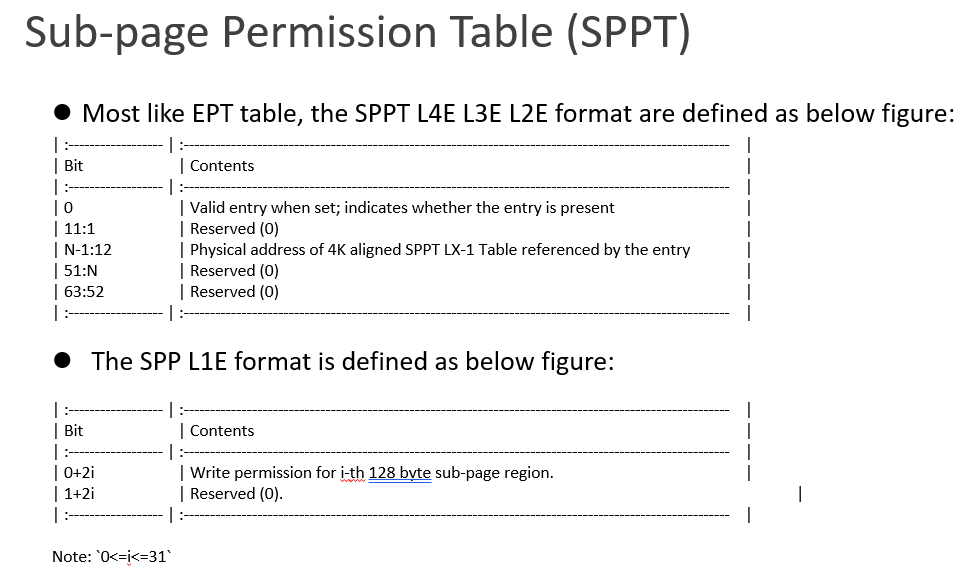 Sub-page Permission Table (SPPT)
● Most like EPT table, the SPPT L4E L3E L2E format are defined as below figure:
| :------------------- | :--------------------------------------------------------------------------------------------------------- |
| Bit | Contents |
| :------------------- | :--------------------------------------------------------------------------------------------------------- |
| 0 | Valid entry when set; indicates whether the entry is present |
| 11:1 | Reserved (0) |
| N-1:12 | Physical address of 4K aligned SPPT LX-1 Table referenced by the entry |
| 51:N | Reserved (0) |
| 63:52 | Reserved (0) |
| :------------------- | :--------------------------------------------------------------------------------------------------------- |
● The SPP L1E format is defined as below figure:
| :------------------- | :--------------------------------------------------------------------------------------------------------- |
| Bit | Contents |
| :------------------- | :--------------------------------------------------------------------------------------------------------- |
| 0+2i | Write permission for i-th 128 byte sub-page region. |
| 1+2i | Reserved (0). |
| :------------------- | :--------------------------------------------------------------------------------------------------------- |
Note: `0<=i<=31`